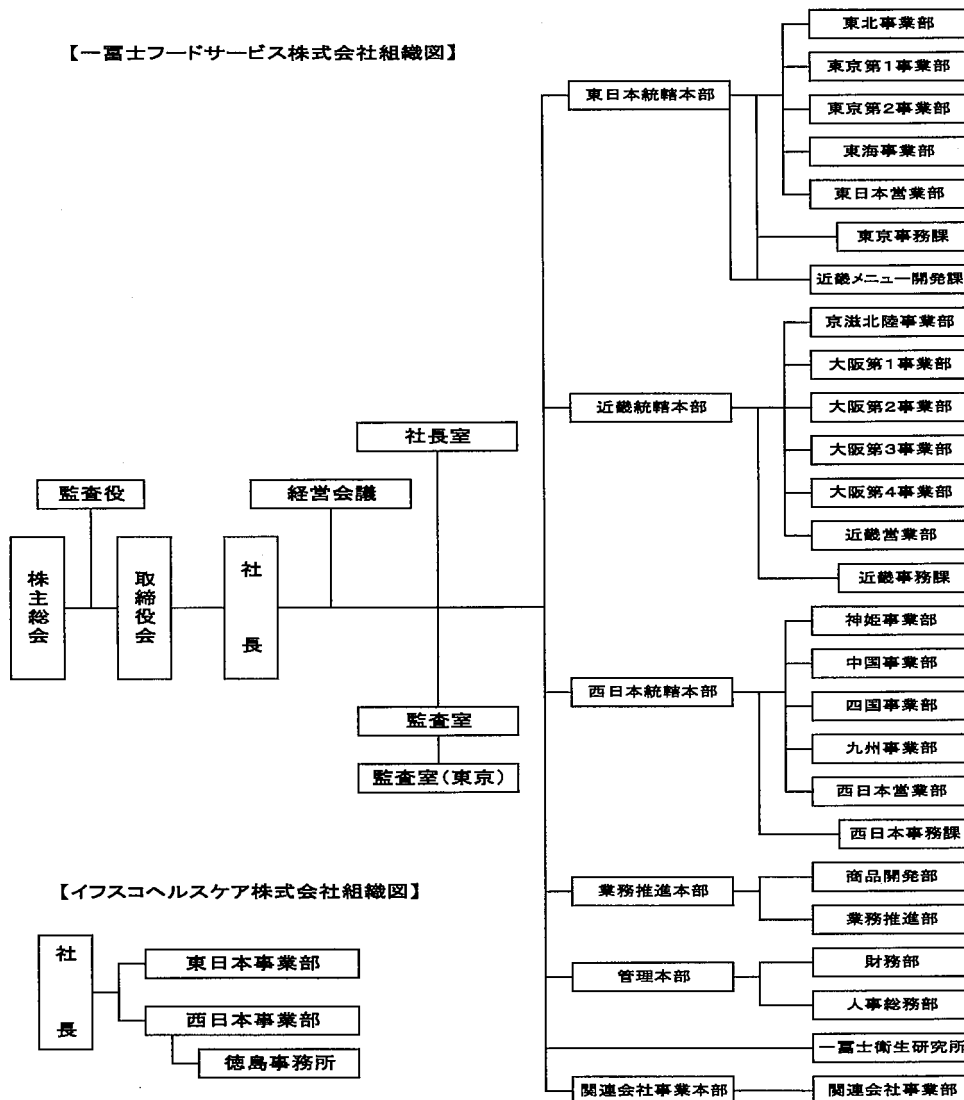 【一冨士フードサービス株式会社組織図】
東北事業部
東京第1事業部
東日本統轄本部
東京第2事業部
東海事業部
東日本営業部
東京事務課
近畿メニュー開発課
京滋北陸事業部
大阪第1事業部
近畿統轄本部
大阪第2事業部
社長室
大阪第3事業部
監査役
経営会議
大阪第4事業部
近畿営業部
株主総会
取締役会
社長
近畿事務課
神姫事業部
中国事業部
西日本統轄本部
四国事業部
監査室
九州事業部
監査室(東京)
西日本営業部
西日本事務課
【イフスコヘルスケア株式会社組織図】
商品開発部
業務推進本部
業務推進部
社長
東日本事業部
財務部
管理本部
西日本事業部
人事総務部
徳島事務所
一冨士衛生研究所
関連会社事業本部
関連会社事業部